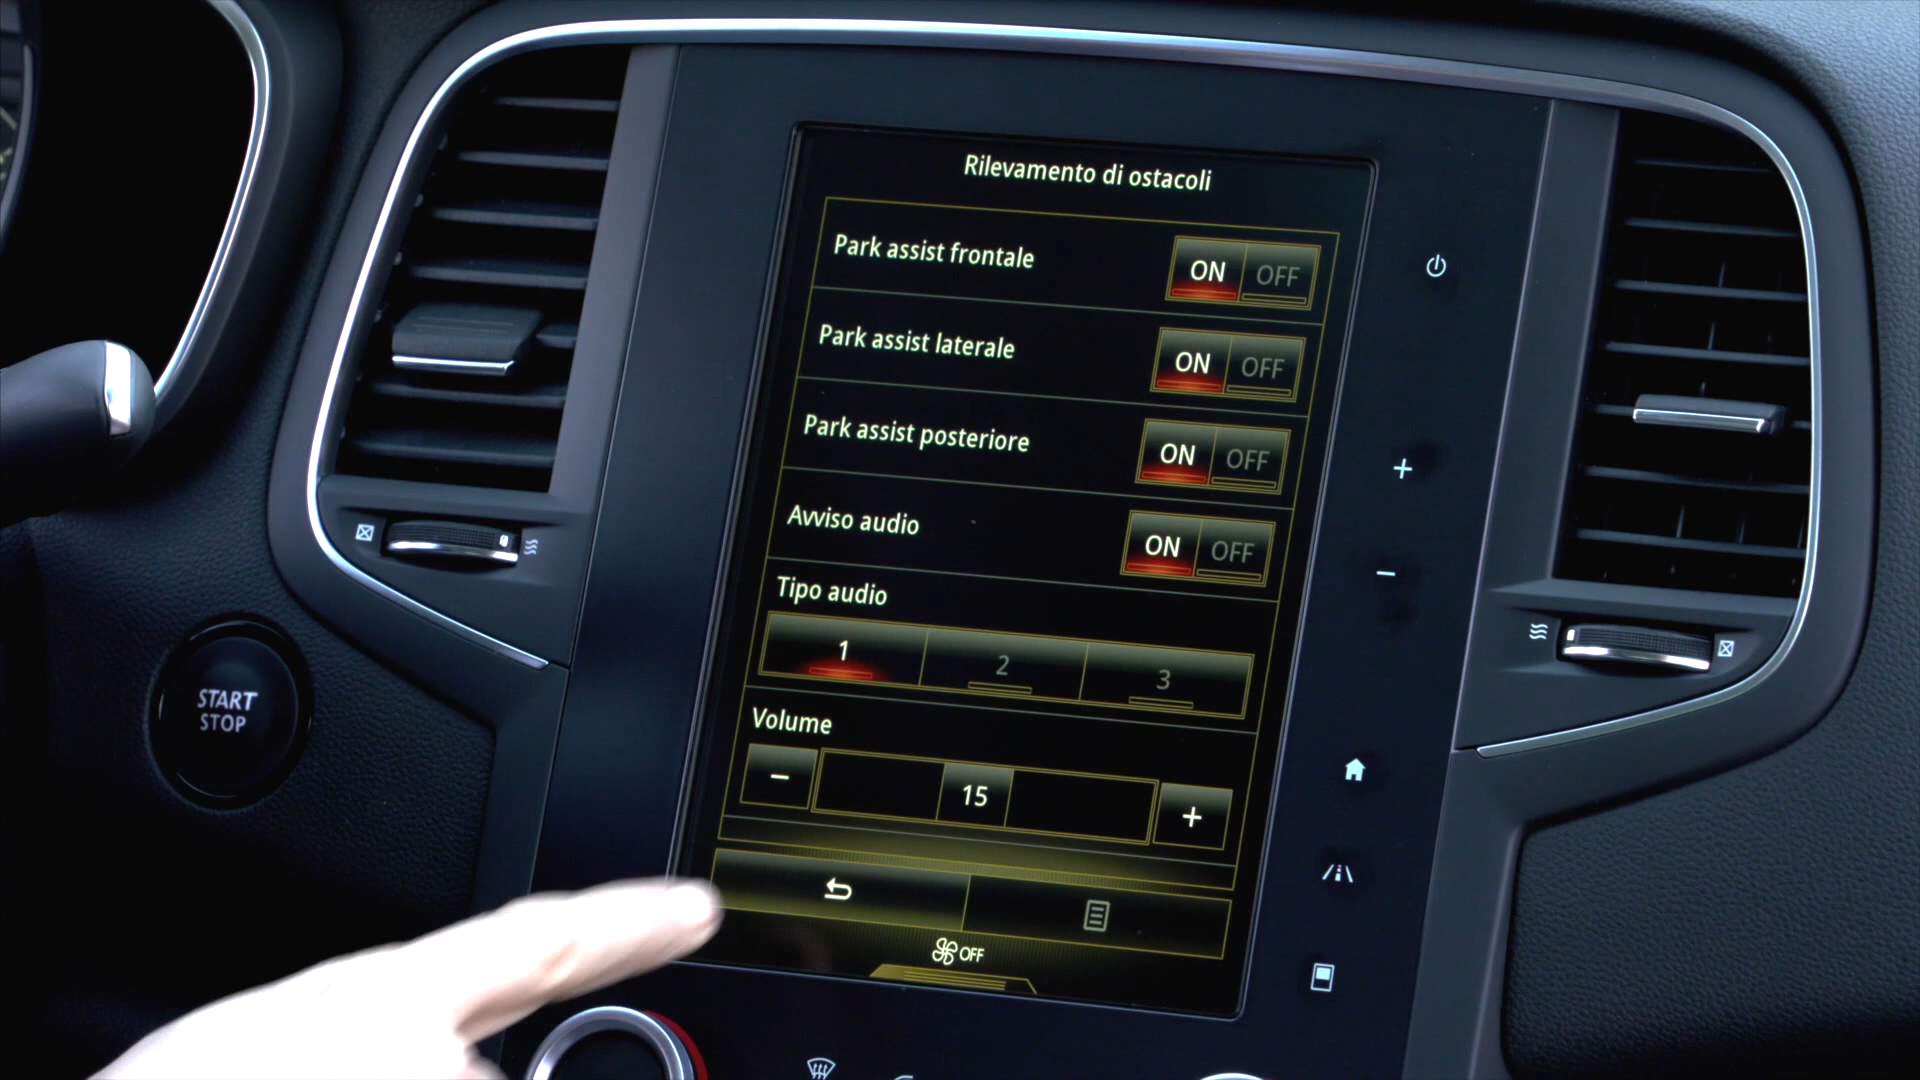 Rilevamento di ostacoli
Park assist frontale
ON OFF
Park assist laterale
ON OFF
Park assist posteriore
ON OFF
Avviso audio
ON OFF
Tipo audio
1 2 3
Volume
− 15 +
OFF
START
STOP
+
−